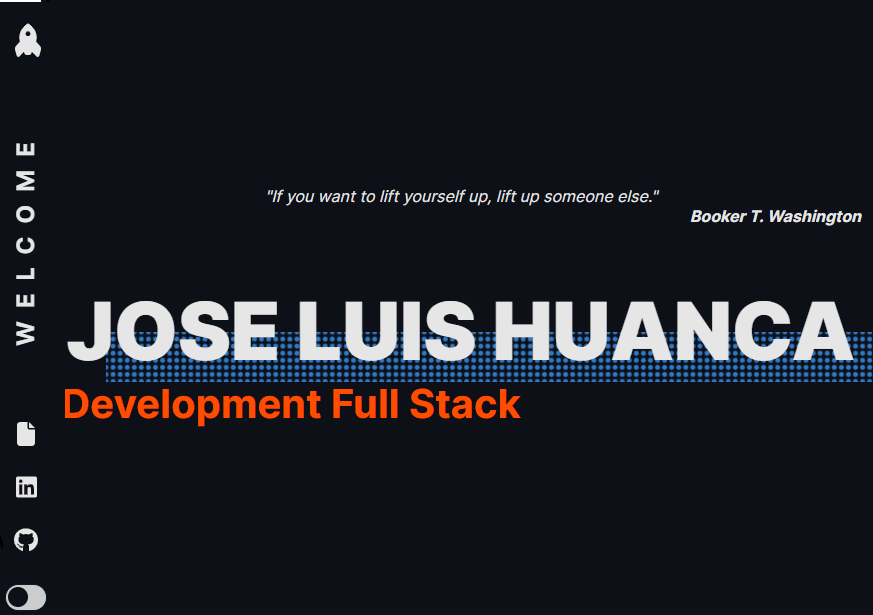 WELCOME
"If you want to lift yourself up, lift up someone else."
Booker T. Washington
JOSE LUIS HUANCA
Development Full Stack
in